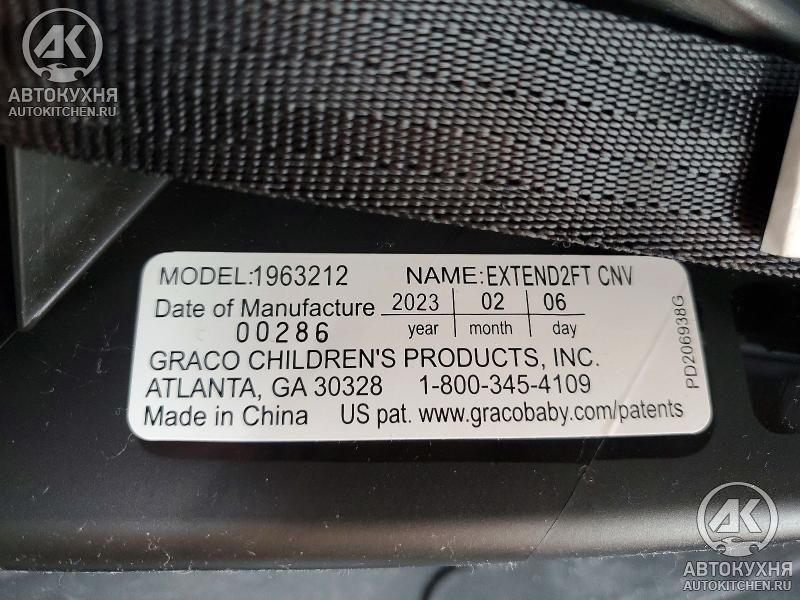 АК
АВТОКУХНЯ
AUTOKITCHEN.RU
MODEL:1963212 NAME:EXTEND2FT CNV
Date of Manufacture 2023 | 02 | 06
00286 year | month | day
GRACO CHILDREN'S PRODUCTS, INC.
ATLANTA, GA 30328 1-800-345-4109
Made in China US pat. www.gracobaby.com/patents
PD206938G
АК
АВТОКУХНЯ
AUTOKITCHEN.RU